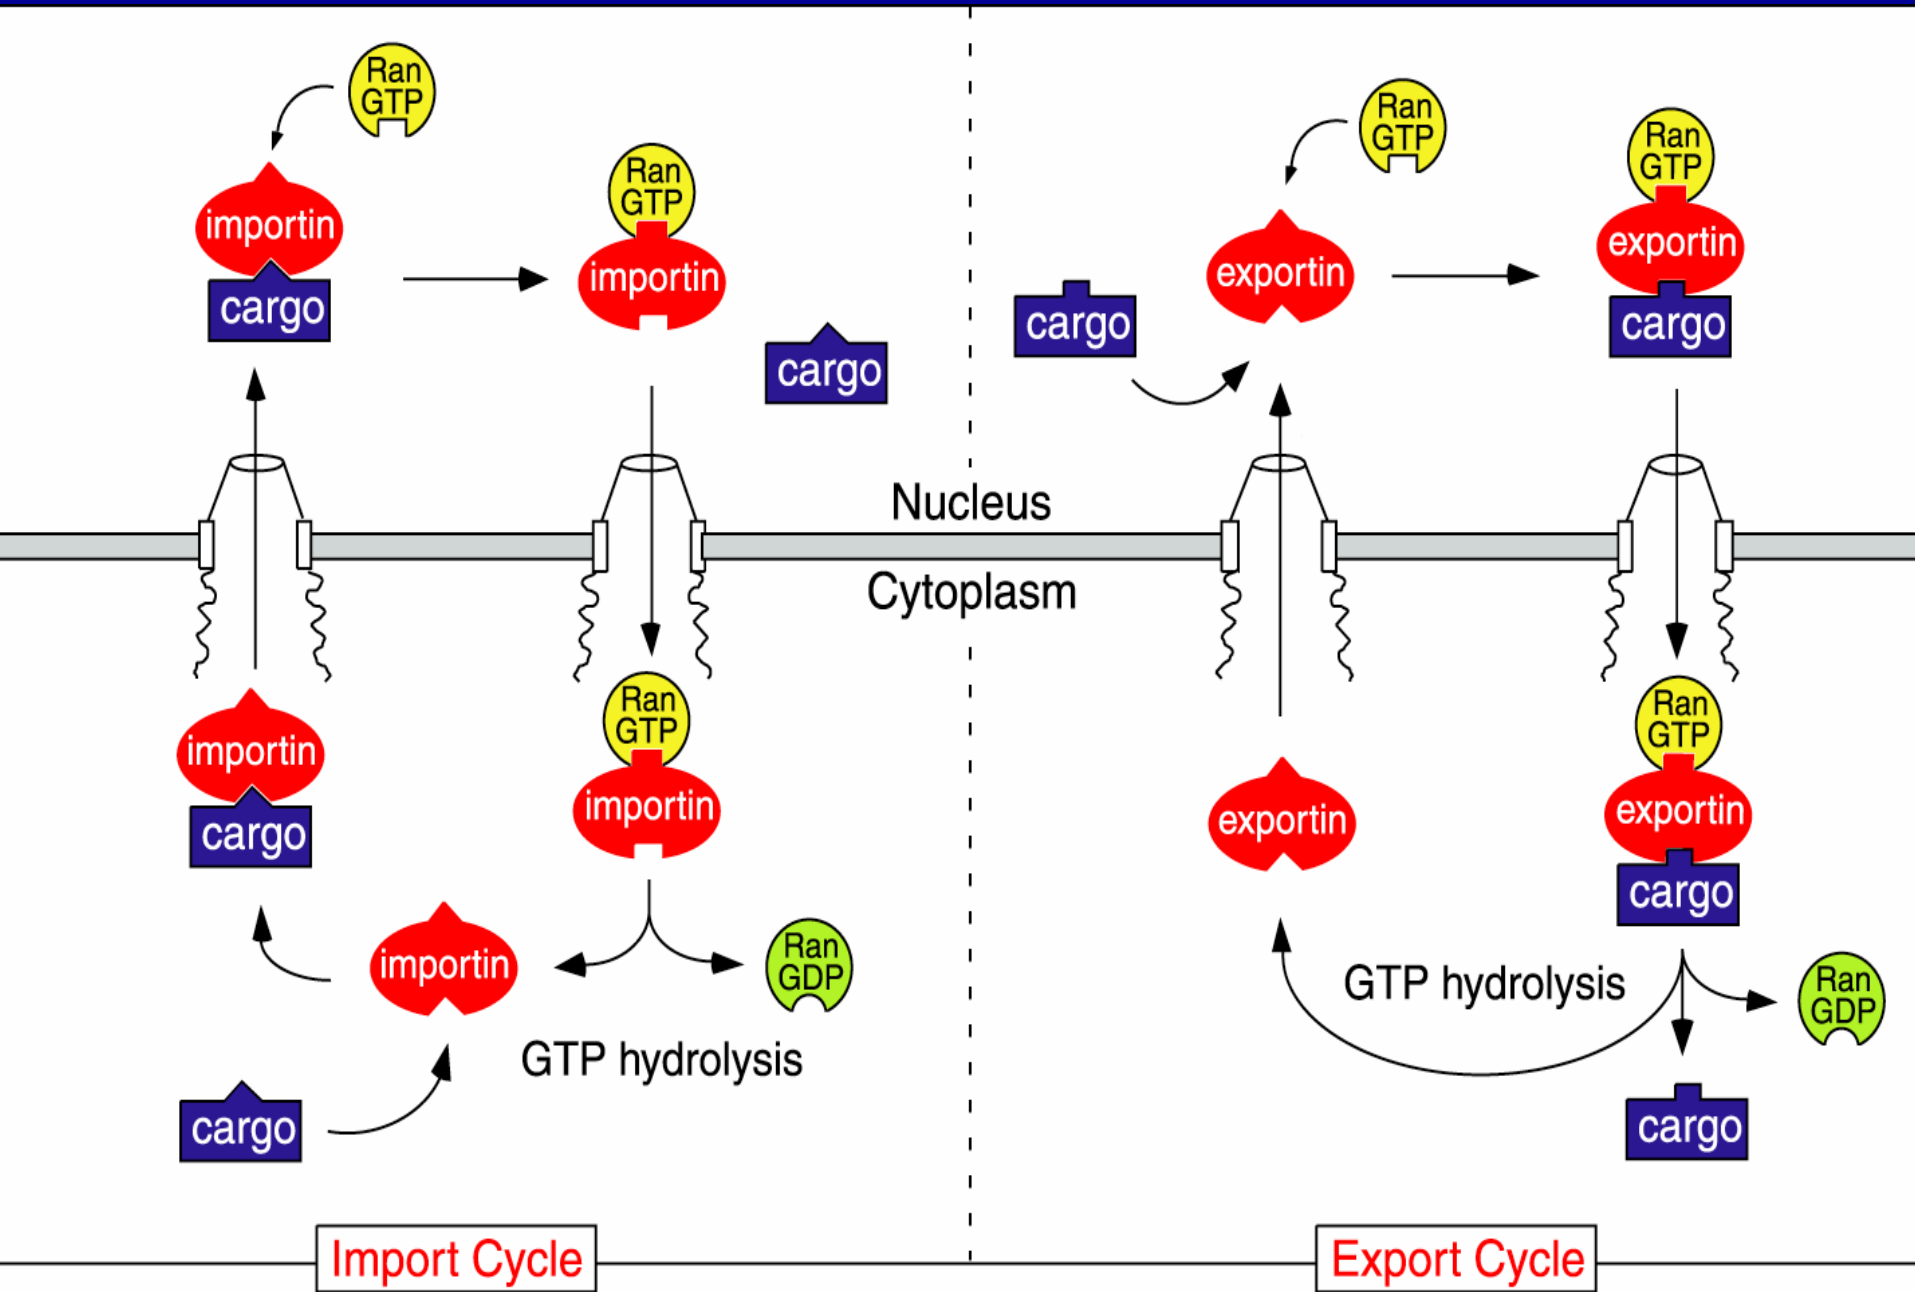 Ran
GTP
importin
cargo
Ran
GTP
importin
cargo
importin
cargo
Ran
GTP
importin
importin
Ran
GDP
GTP hydrolysis
cargo
Import Cycle
Nucleus
Cytoplasm
Ran
GTP
exportin
cargo
Ran
GTP
exportin
cargo
exportin
Ran
GTP
exportin
cargo
GTP hydrolysis
Ran
GDP
cargo
Export Cycle